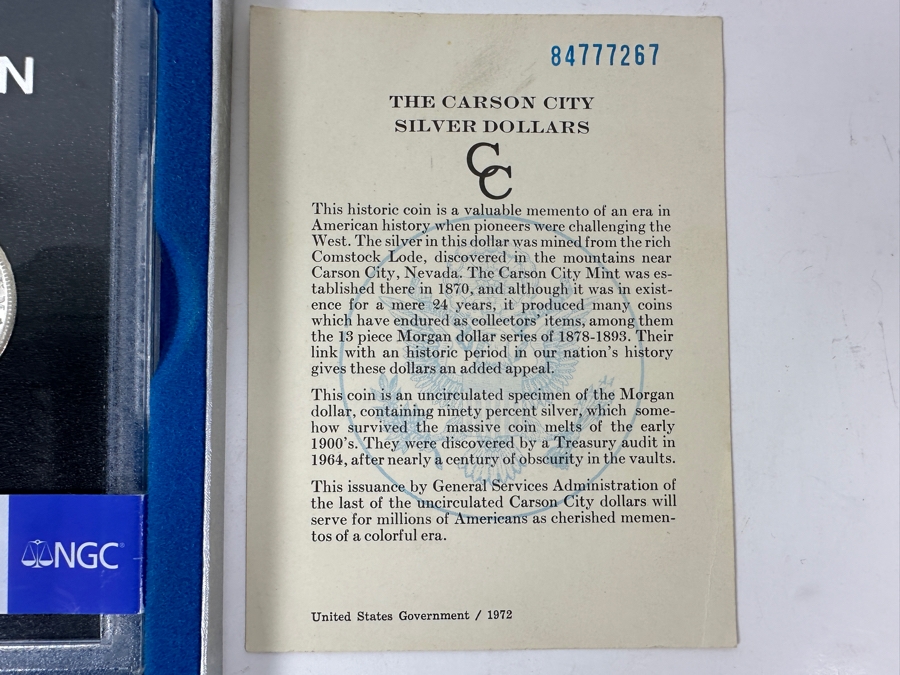 N
84777267
THE CARSON CITY
SILVER DOLLARS
CC
This historic coin is a valuable memento of an era in
American history when pioneers were challenging the
West. The silver in this dollar was mined from the rich
Comstock Lode, discovered in the mountains near
Carson City, Nevada. The Carson City Mint was es-
tablished there in 1870, and although it was in exist-
ence for a mere 24 years, it produced many coins
which have endured as collectors' items, among them
the 13 piece Morgan dollar series of 1878-1893. Their
link with an historic period in our nation's history
gives these dollars an added appeal.
This coin is an uncirculated specimen of the Morgan
dollar, containing ninety percent silver, which some-
how survived the massive coin melts of the early
1900's. They were discovered by a Treasury audit in
1964, after nearly a century of obscurity in the vaults.
This issuance by General Services Administration of
the last of the uncirculated Carson City dollars will
serve for millions of Americans as cherished memen-
tos of a colorful era.
United States Government / 1972
NGC